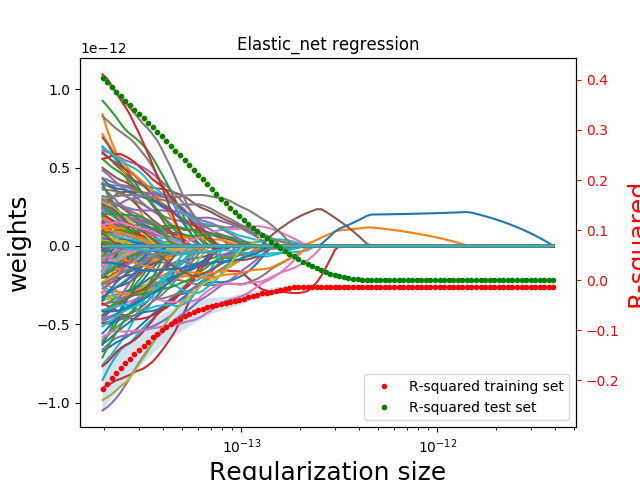 Elastic_net regression
1e−12
1.0
0.5
0.0
−0.5
−1.0
weights
0.4
0.3
0.2
0.1
0.0
−0.1
−0.2
R-squared
R-squared training set
R-squared test set
10−13
10−12
Regularization size